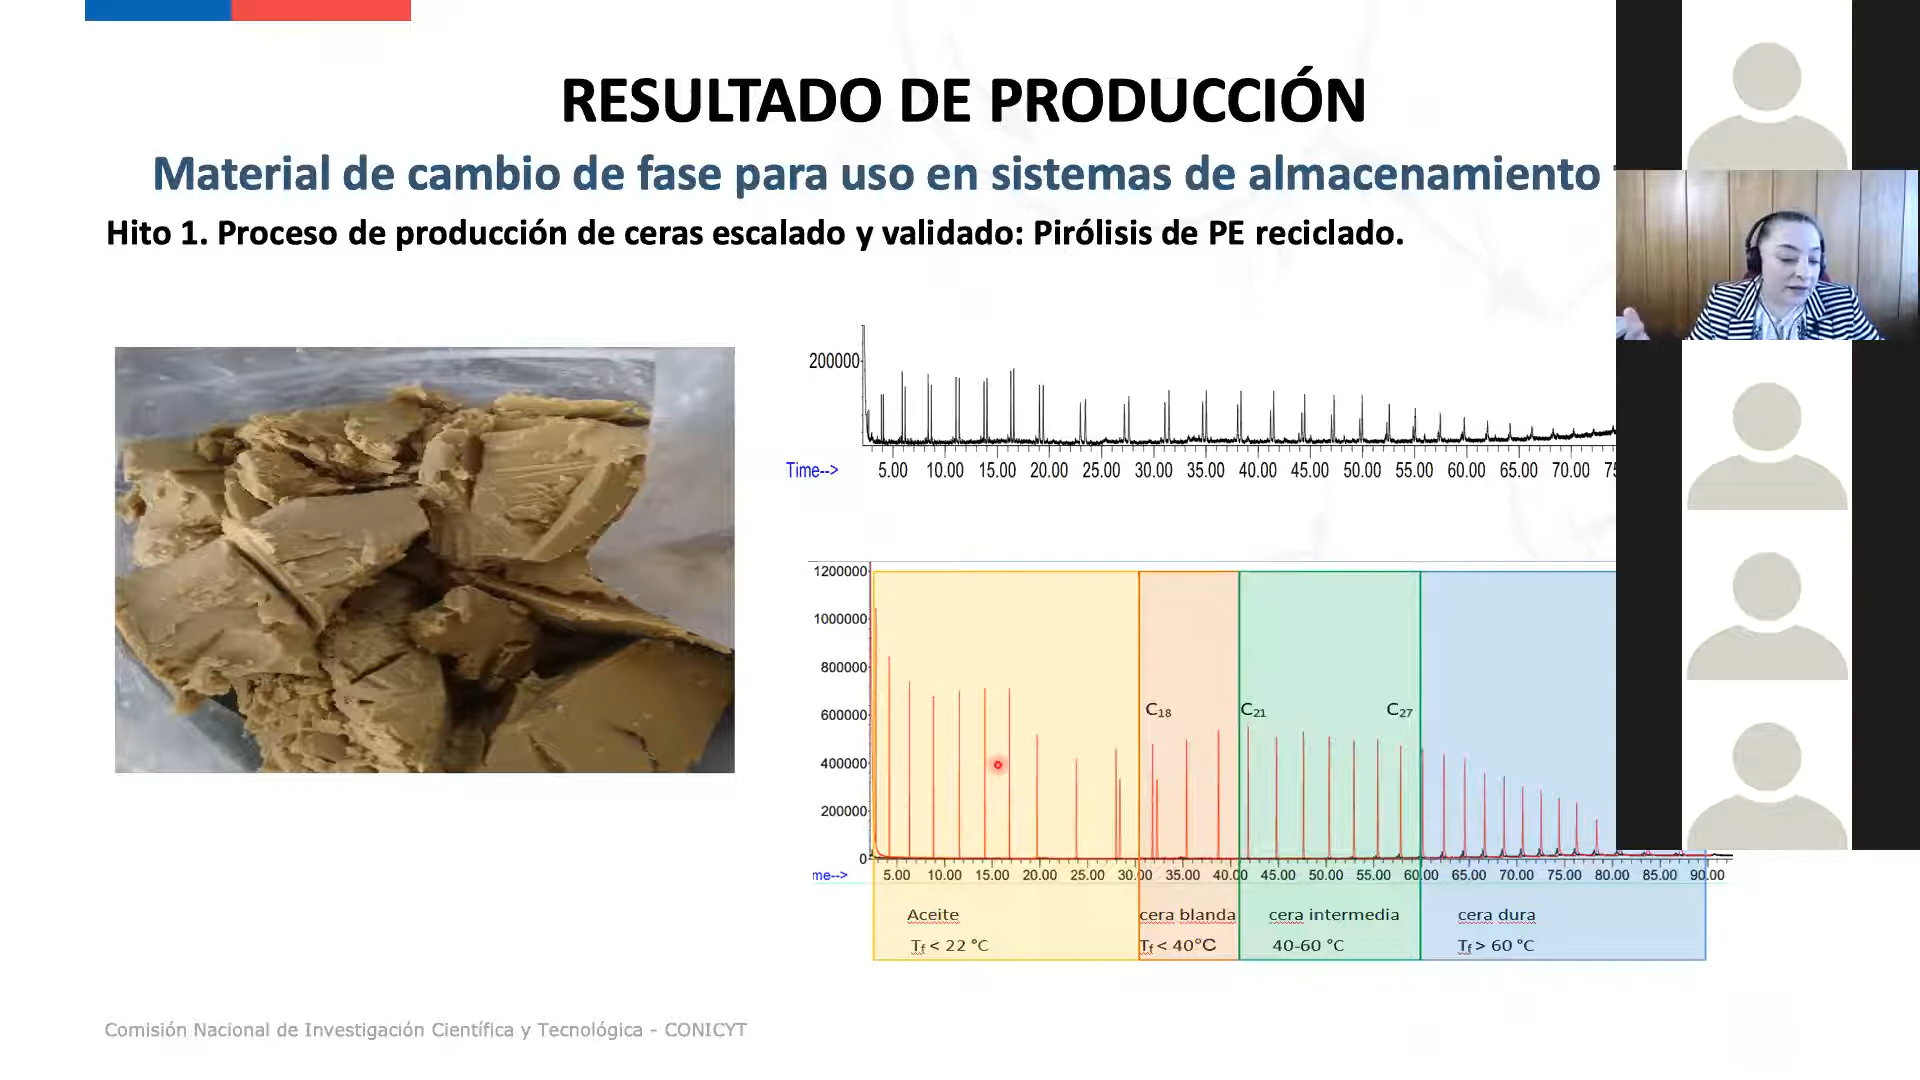 RESULTADO DE PRODUCCIÓN
Material de cambio de fase para uso en sistemas de almacenamiento
Hito 1. Proceso de producción de ceras escalado y validado: Pirólisis de PE reciclado.
200000
Time-->
5.00 10.00 15.00 20.00 25.00 30.00 35.00 40.00 45.00 50.00 55.00 60.00 65.00 70.00 75
1200000
1000000
800000
600000
400000
200000
0
C18 C21 C27
me-->
5.00 10.00 15.00 20.00 25.00 30.00 35.00 40.00 45.00 50.00 55.00 60.00 65.00 70.00 75.00 80.00 85.00 90.00
Aceite cera blanda cera intermedia cera dura
Tf < 22 °C Tf < 40°C 40-60 °C Tf > 60 °C
Comisión Nacional de Investigación Científica y Tecnológica - CONICYT